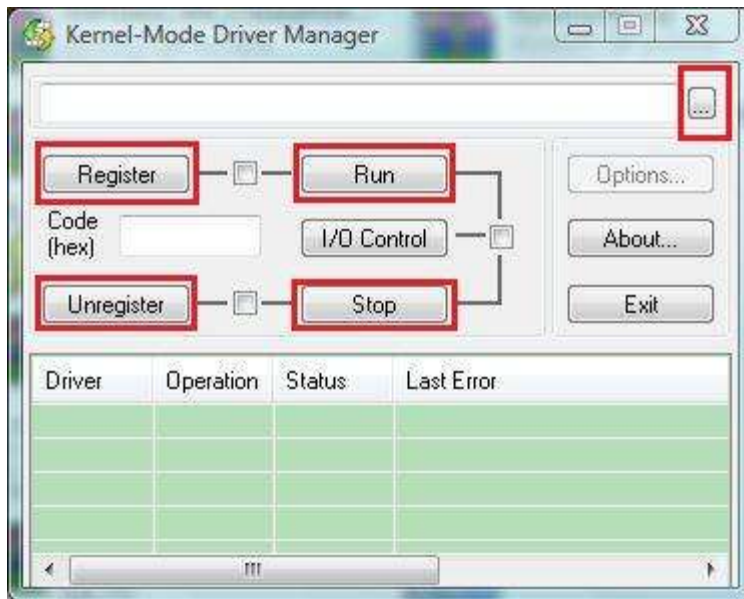 Kernel-Mode Driver Manager
...
Register Run Options...
Code (hex) I/O Control About...
Unregister Stop Exit
Driver Operation Status Last Error